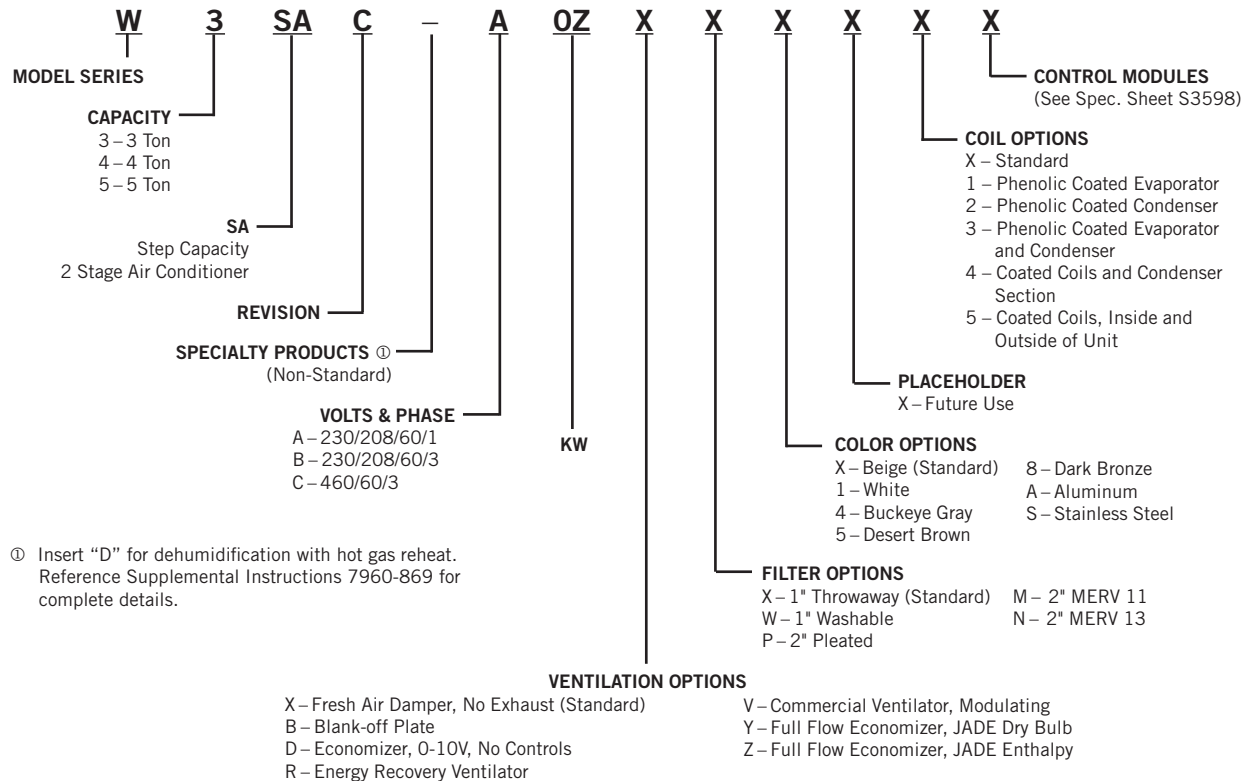 W 3 SA C – A 0Z X X X X X X
MODEL SERIES
CAPACITY
3 – 3 Ton
4 – 4 Ton
5 – 5 Ton
SA
Step Capacity
2 Stage Air Conditioner
REVISION
SPECIALTY PRODUCTS ①
(Non-Standard)
VOLTS & PHASE
A – 230/208/60/1
B – 230/208/60/3
C – 460/60/3
KW
CONTROL MODULES
(See Spec. Sheet S3598)
COIL OPTIONS
X – Standard
1 – Phenolic Coated Evaporator
2 – Phenolic Coated Condenser
3 – Phenolic Coated Evaporator
and Condenser
4 – Coated Coils and Condenser
Section
5 – Coated Coils, Inside and
Outside of Unit
PLACEHOLDER
X – Future Use
COLOR OPTIONS
X – Beige (Standard)
1 – White
4 – Buckeye Gray
5 – Desert Brown
8 – Dark Bronze
A – Aluminum
S – Stainless Steel
① Insert “D” for dehumidification with hot gas reheat.
Reference Supplemental Instructions 7960-869 for
complete details.
FILTER OPTIONS
X – 1" Throwaway (Standard)
W – 1" Washable
P – 2" Pleated
M – 2" MERV 11
N – 2" MERV 13
VENTILATION OPTIONS
X – Fresh Air Damper, No Exhaust (Standard)
B – Blank-off Plate
D – Economizer, 0-10V, No Controls
R – Energy Recovery Ventilator
V – Commercial Ventilator, Modulating
Y – Full Flow Economizer, JADE Dry Bulb
Z – Full Flow Economizer, JADE Enthalpy